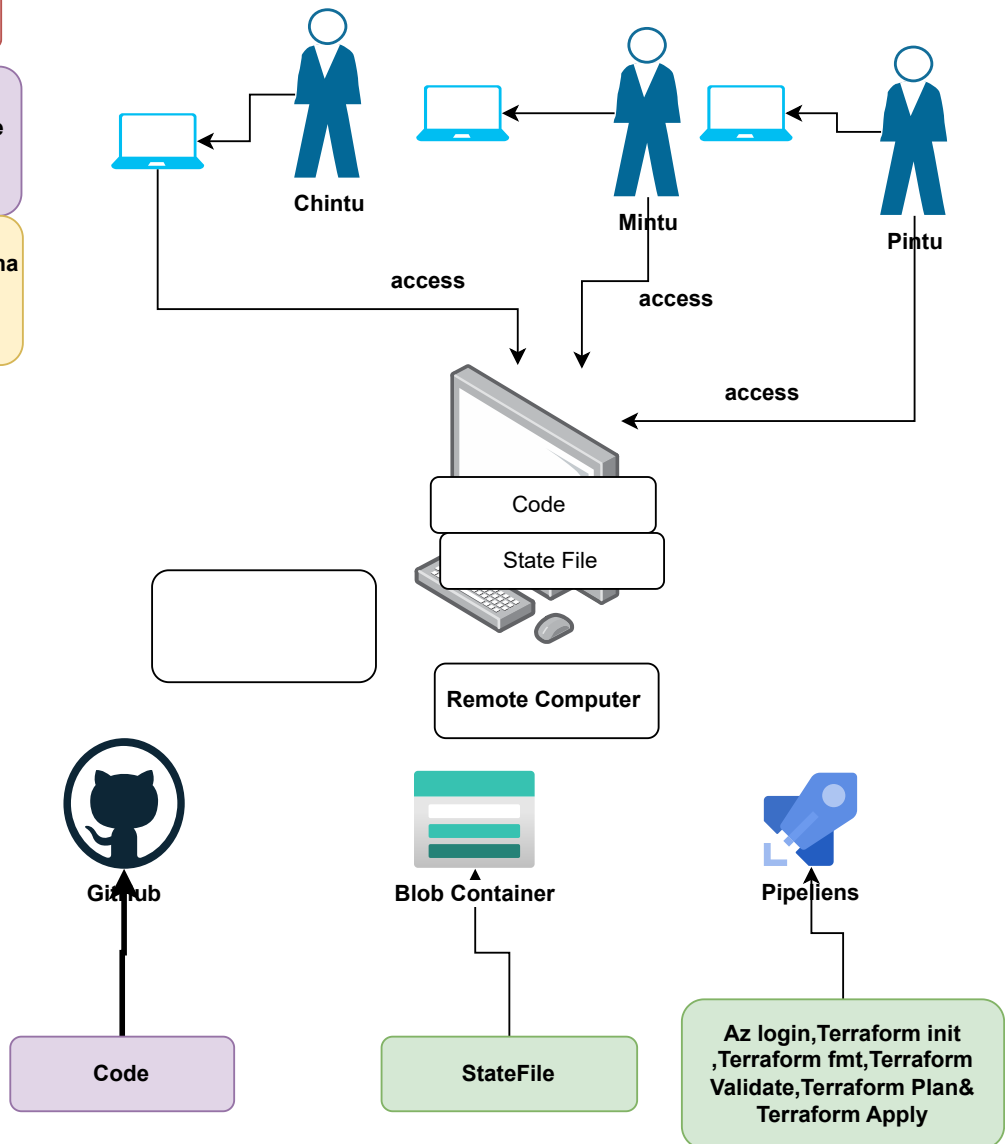 e
na
Chintu
Mintu
Pintu
access
access
access
Code
State File
Remote Computer
Github
Blob Container
Pipeliens
Code
StateFile
Az login,Terraform init
,Terraform fmt,Terraform
Validate,Terraform Plan&
Terraform Apply